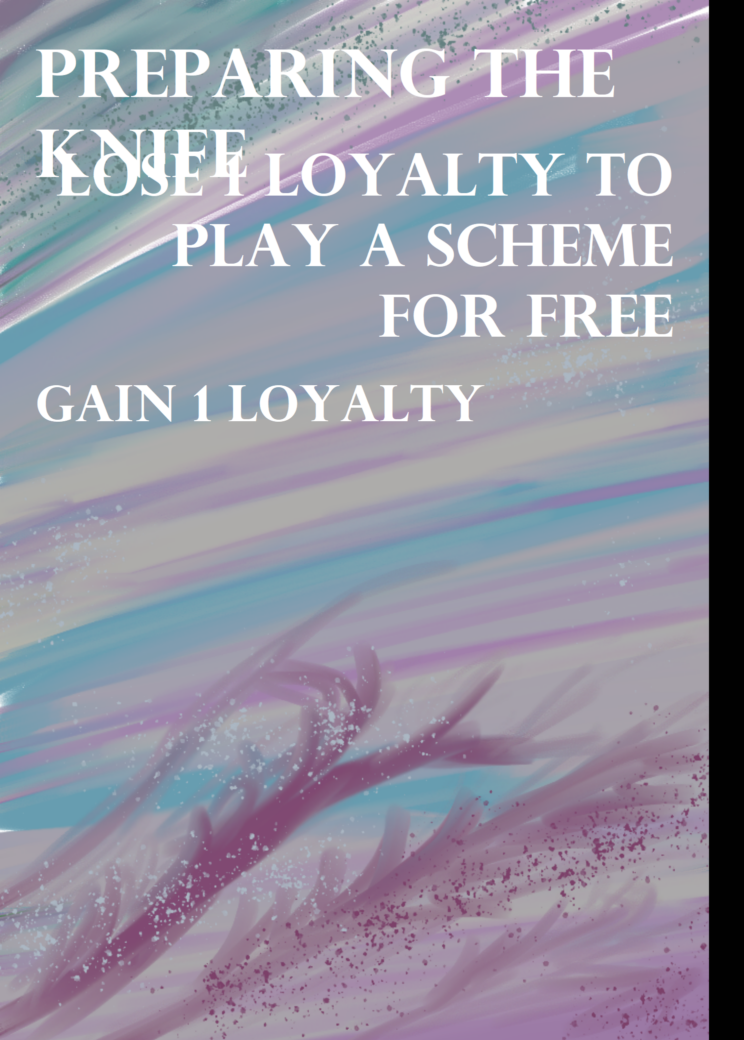 PREPARING THE
KNIFE
LOSE 1 LOYALTY TO
PLAY A SCHEME
FOR FREE
GAIN 1 LOYALTY